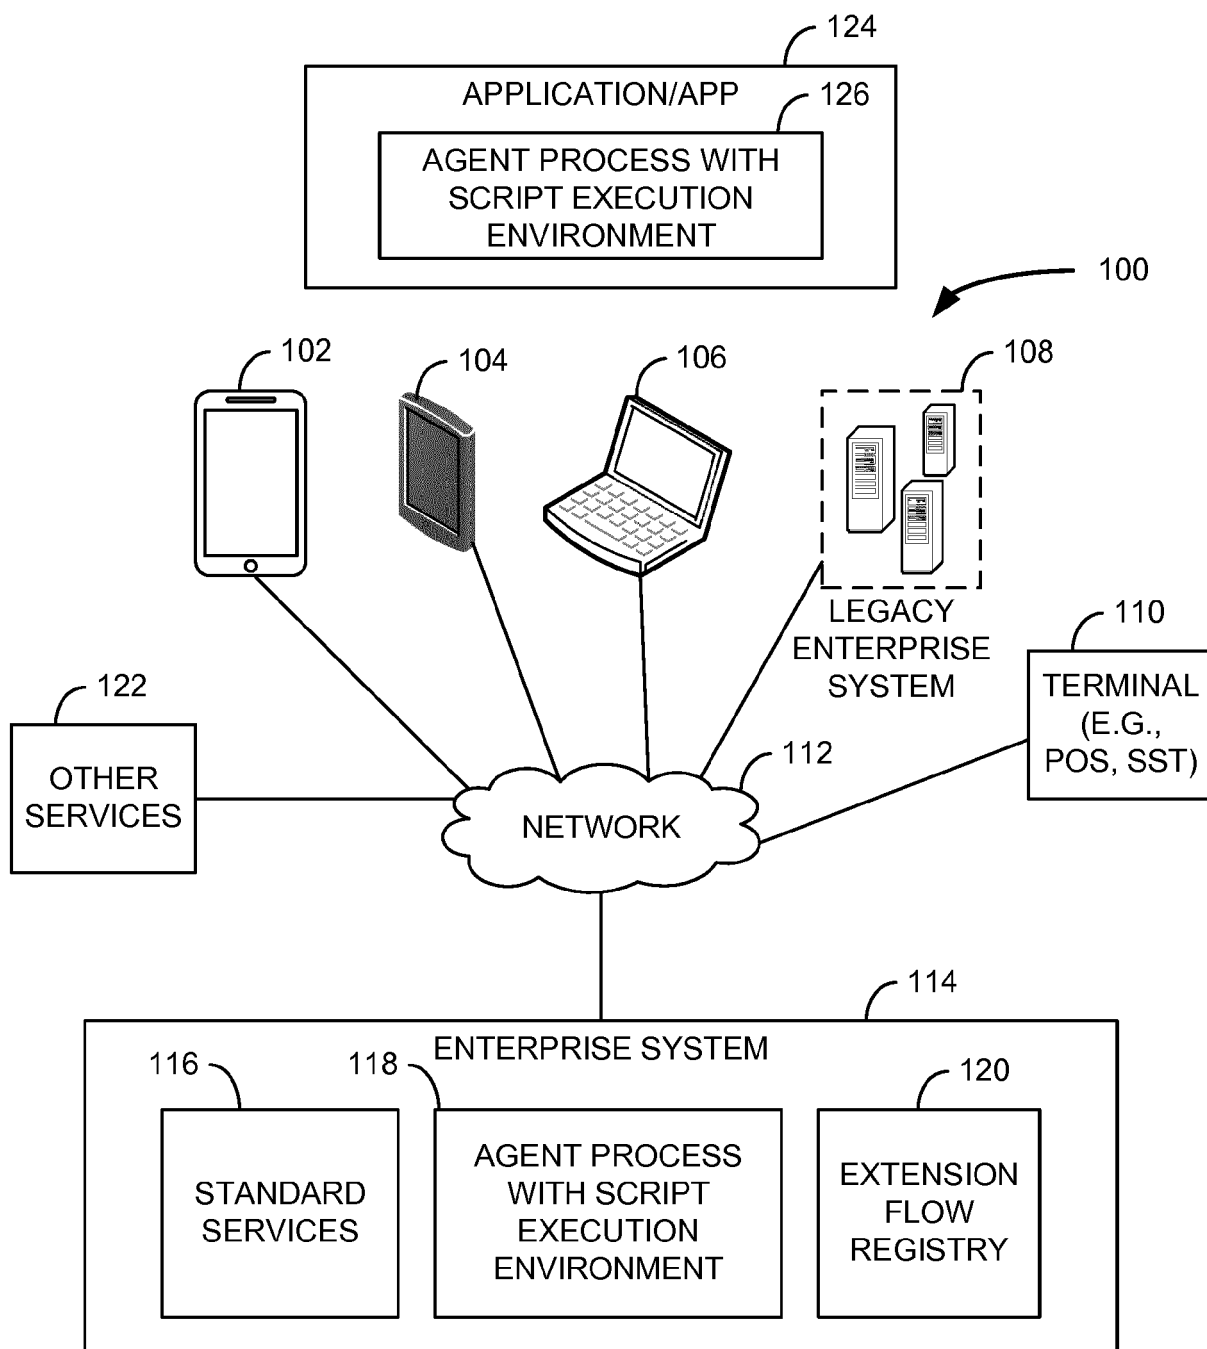 124
APPLICATION/APP
126
AGENT PROCESS WITH
SCRIPT EXECUTION
ENVIRONMENT
100
102
104
106
108
LEGACY
ENTERPRISE
SYSTEM
110
TERMINAL
(E.G.,
POS, SST)
122
OTHER
SERVICES
112
NETWORK
114
ENTERPRISE SYSTEM
116
STANDARD
SERVICES
118
AGENT PROCESS
WITH SCRIPT
EXECUTION
ENVIRONMENT
120
EXTENSION
FLOW
REGISTRY